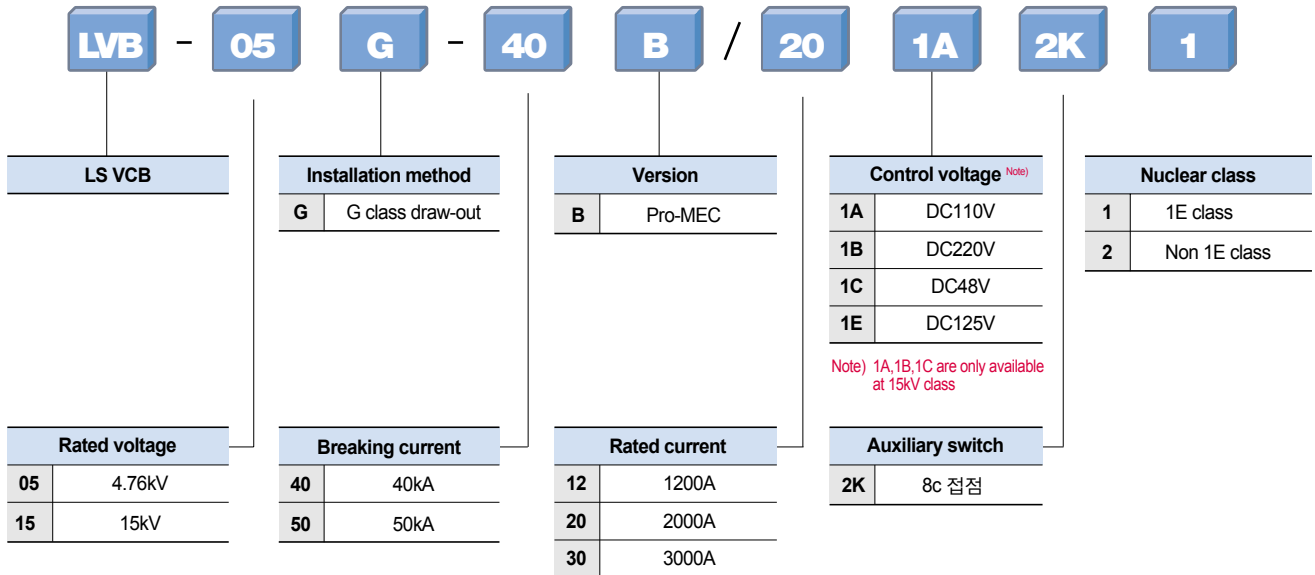 LVB - 05 G - 40 B / 20 1A 2K 1
LS VCB
Installation method
G G class draw-out
Version
B Pro-MEC
Control voltage Note)
1A DC110V
1B DC220V
1C DC48V
1E DC125V
Note) 1A,1B,1C are only available
at 15kV class
Nuclear class
1 1E class
2 Non 1E class
Rated voltage
05 4.76kV
15 15kV
Breaking current
40 40kA
50 50kA
Rated current
12 1200A
20 2000A
30 3000A
Auxiliary switch
2K 8c 접점